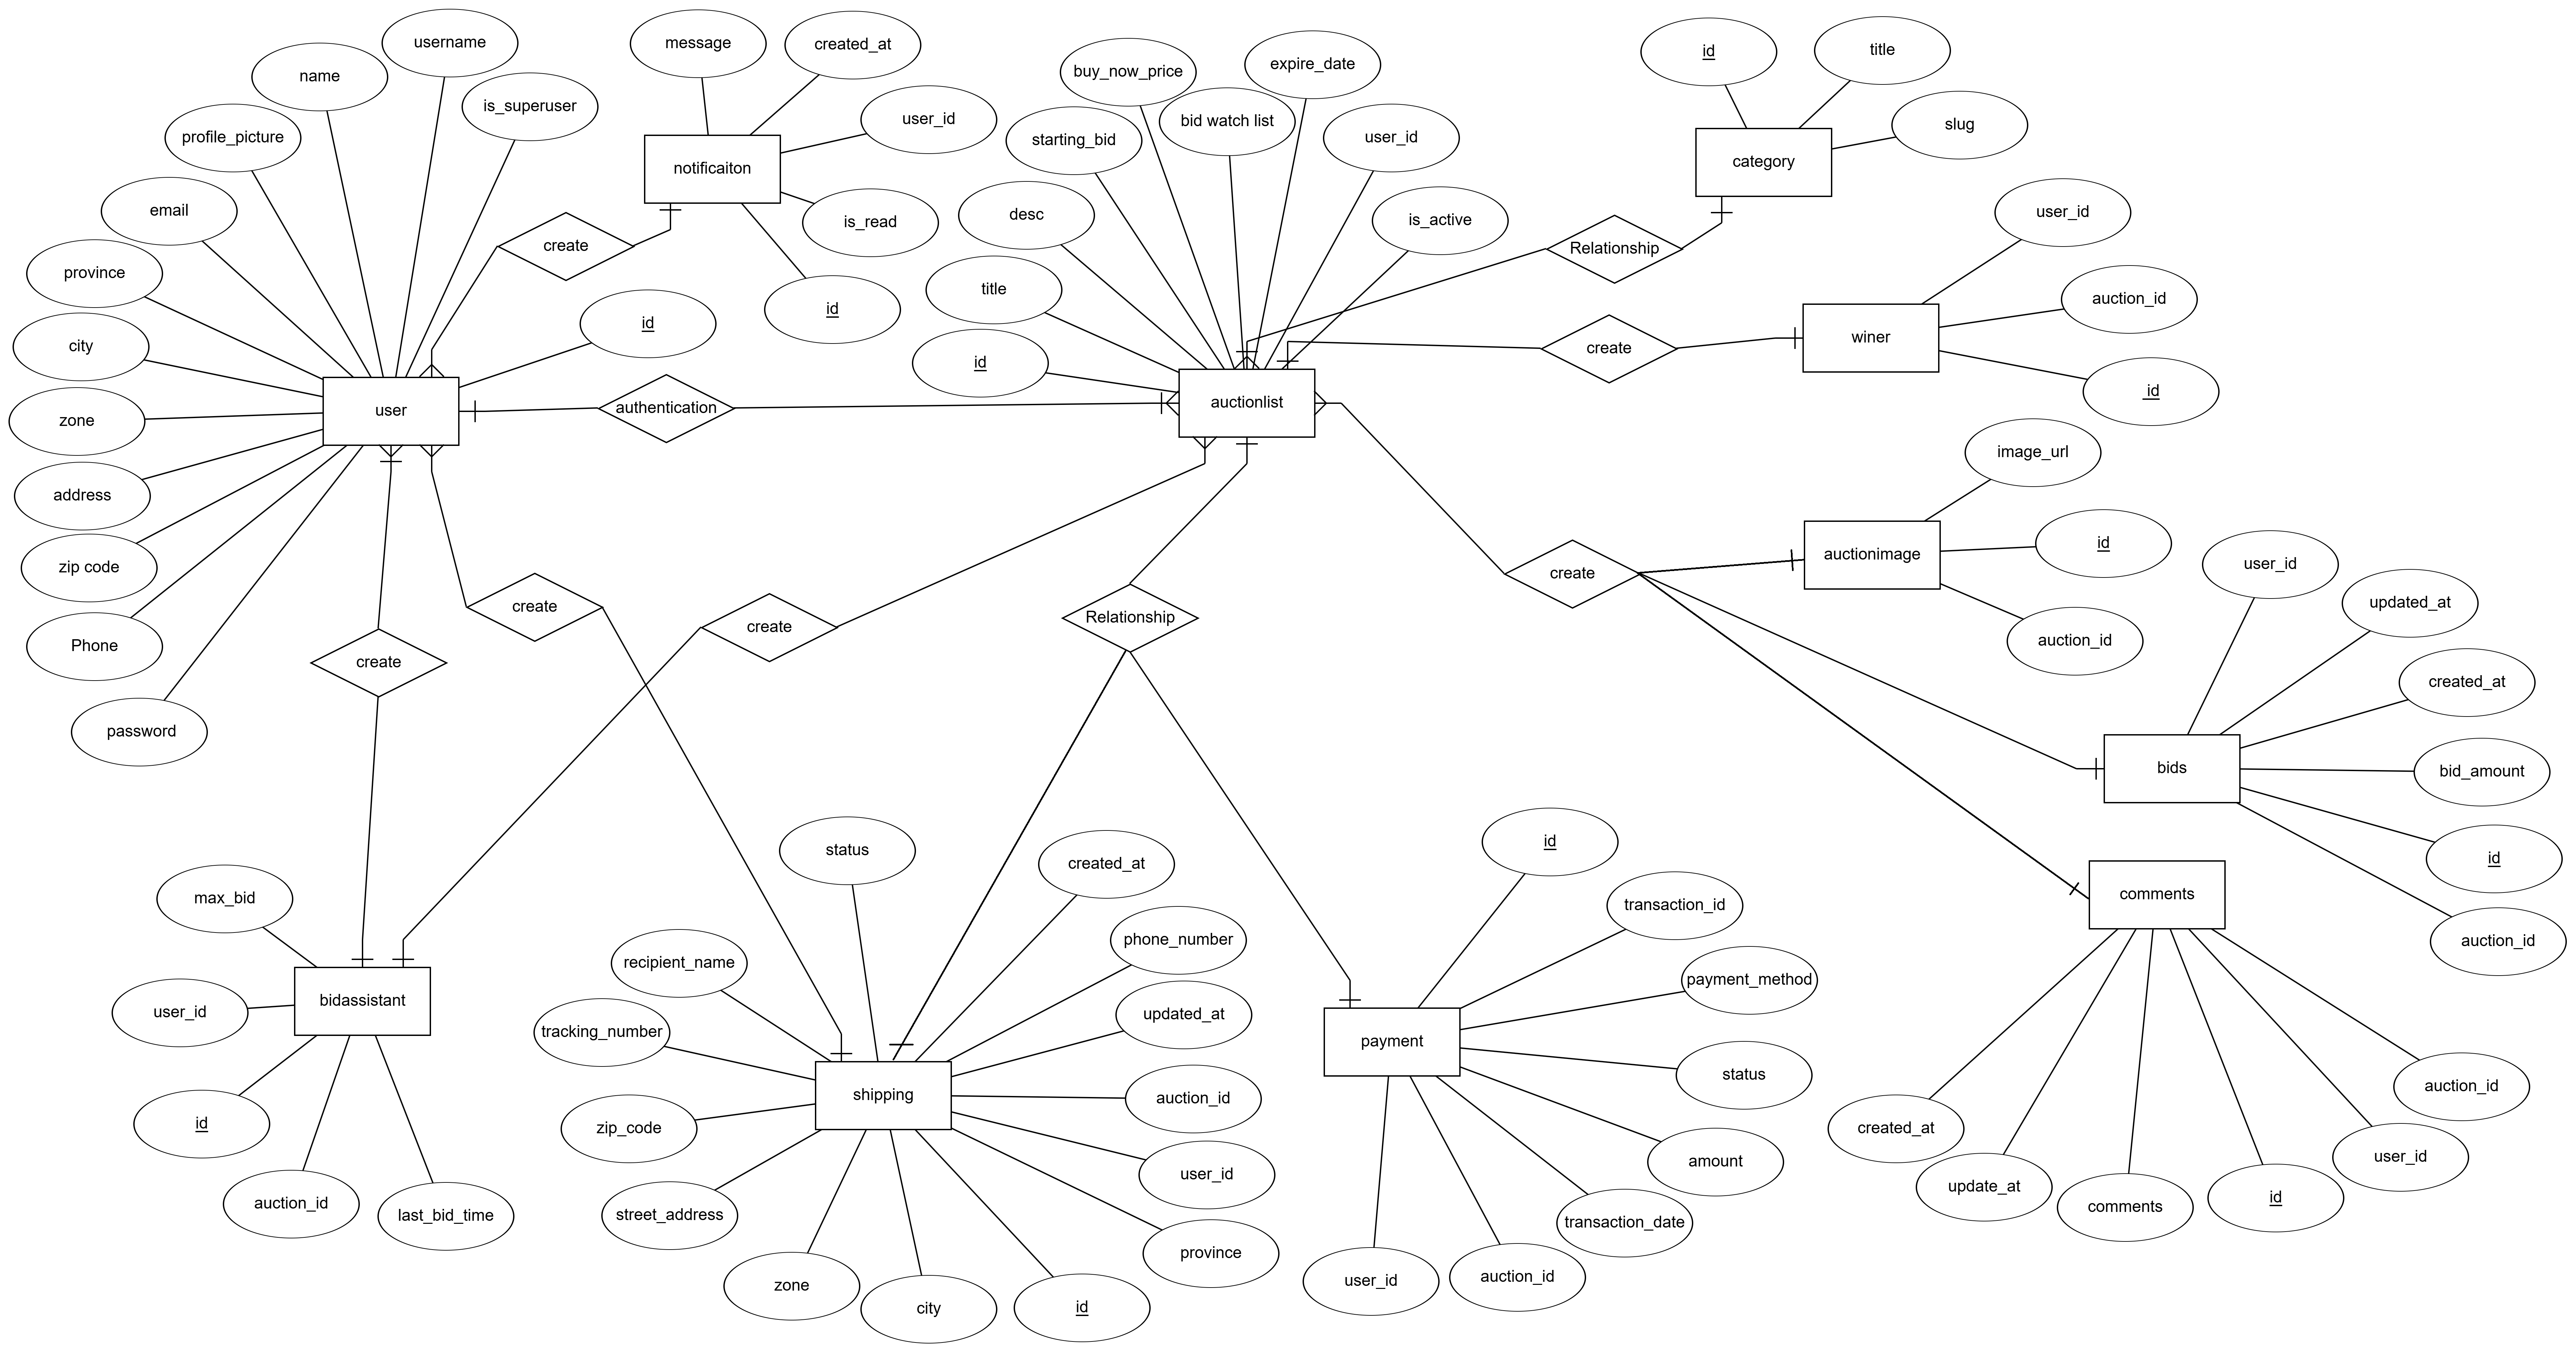 username
message
created_at
name
is_superuser
profile_picture
user_id
notificaiton
email
is_read
create
province
id
id
city
user
authentication
zone
address
zip code
Phone
password
create
create
create
buy_now_price
expire_date
bid watch list
starting_bid
user_id
desc
is_active
title
id
auctionlist
id
title
slug
category
Relationship
user_id
auction_id
winer
create
id
image_url
auctionimage
id
auction_id
create
Relationship
user_id
updated_at
created_at
bids
bid_amount
id
auction_id
comments
created_at
update_at
comments
id
user_id
auction_id
max_bid
user_id
bidassistant
id
auction_id
last_bid_time
status
created_at
recipient_name
phone_number
tracking_number
updated_at
shipping
auction_id
zip_code
user_id
street_address
province
zone
city
id
id
transaction_id
payment_method
payment
status
amount
transaction_date
user_id
auction_id